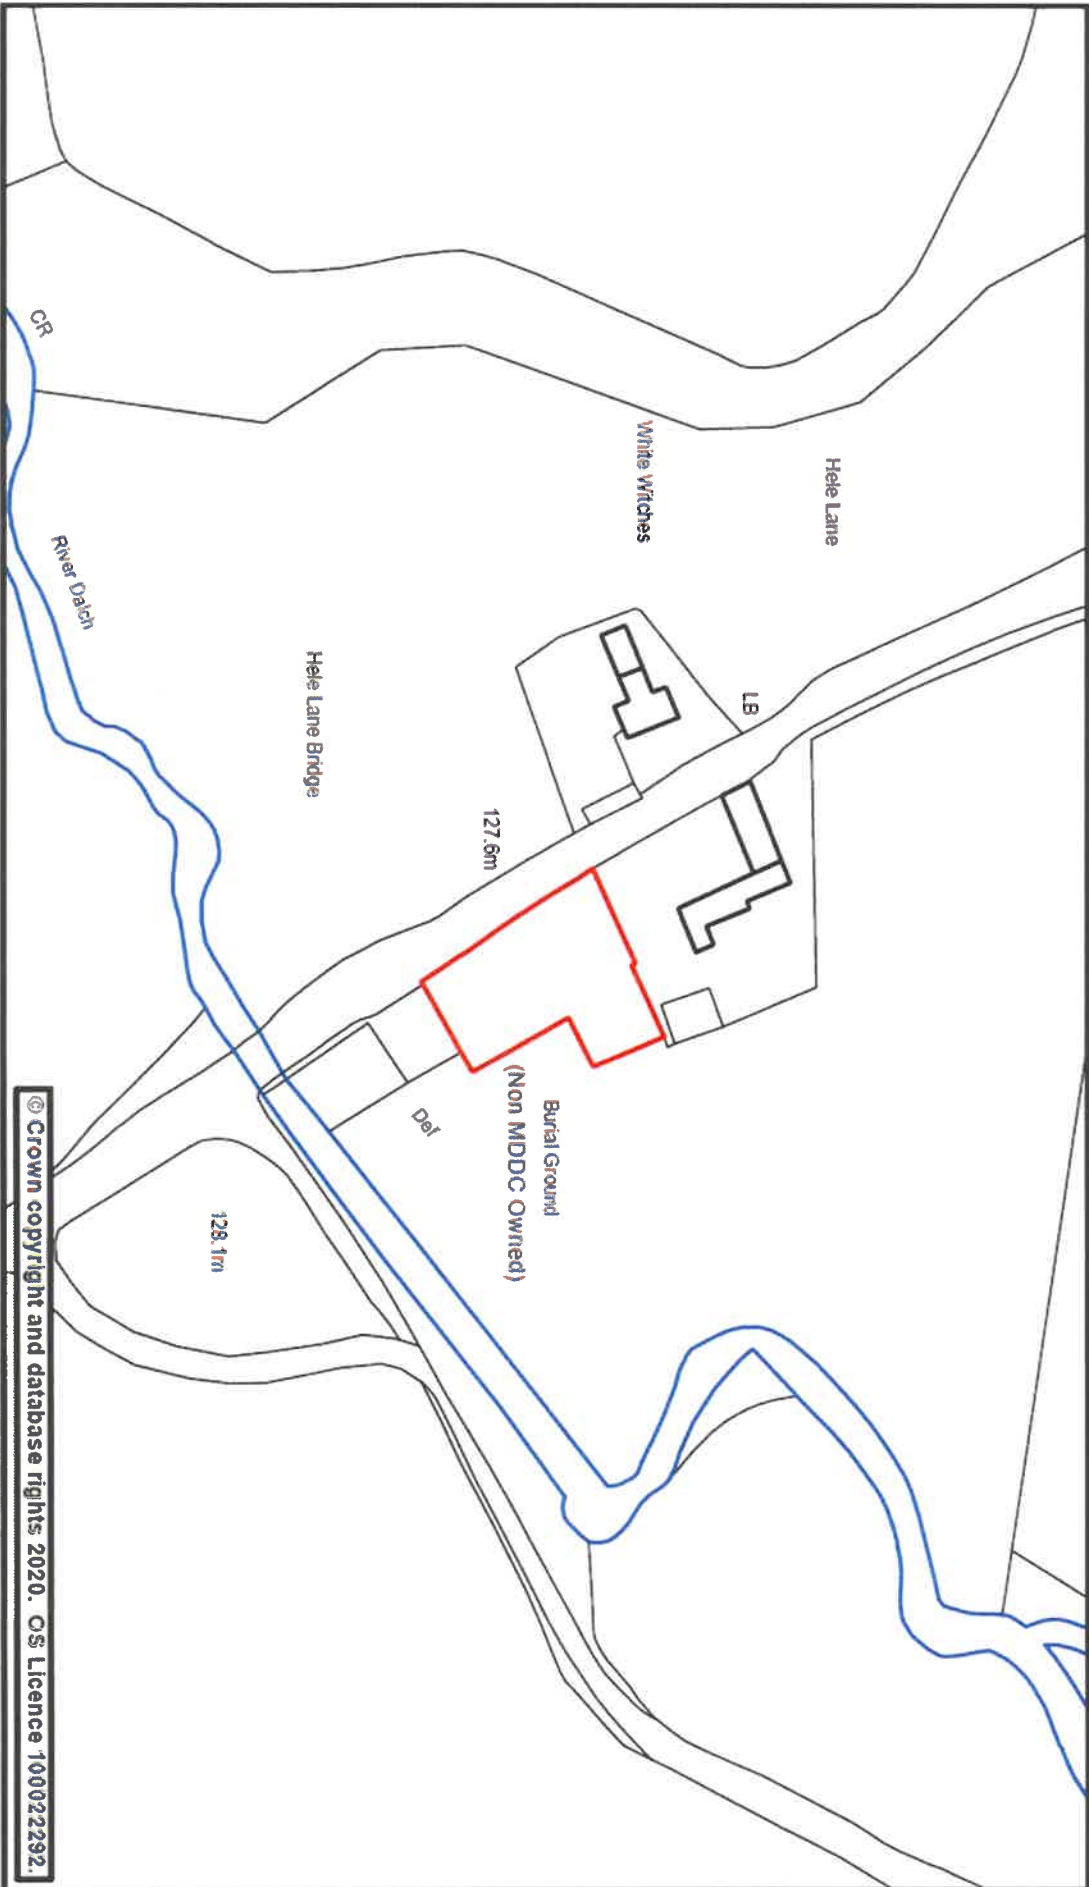 Hele Lane
White Witches
LB
CR
River Dalch
Hele Lane Bridge
127.6m
Burial Ground
(Non MDDC Owned)
Def
128.1m
© Crown copyright and database rights 2020. OS Licence 100022292.